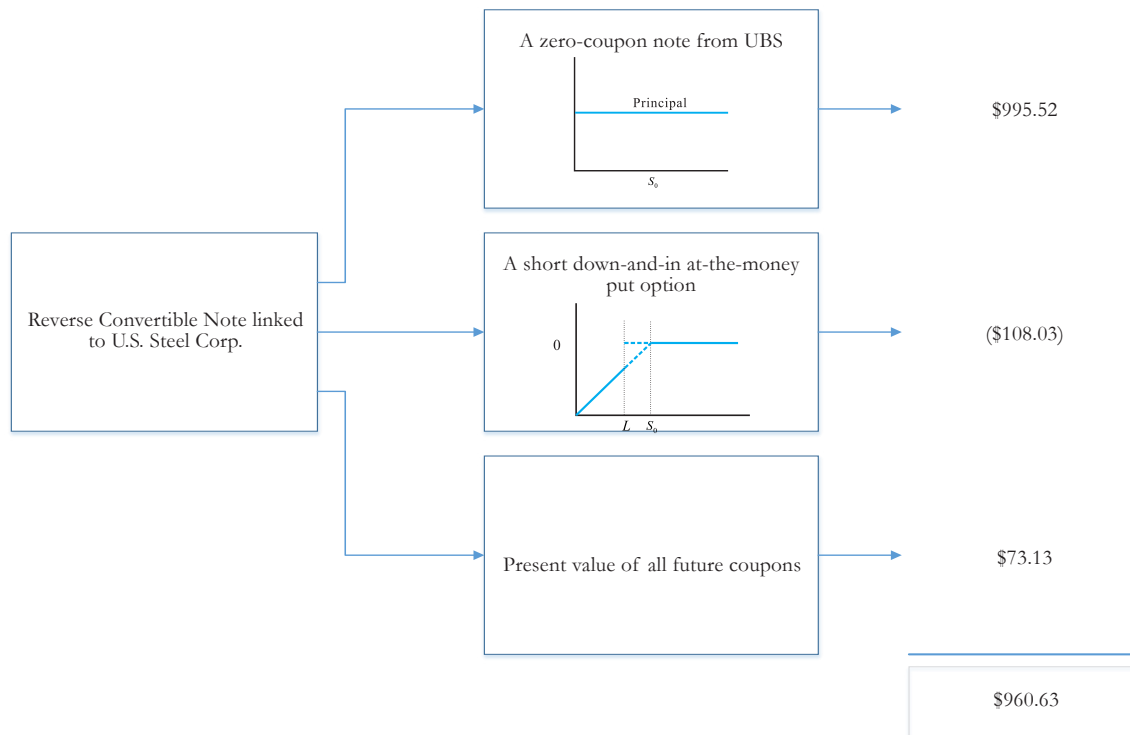 A zero-coupon note from UBS
Principal
S₀
$995.52
Reverse Convertible Note linked
to U.S. Steel Corp.
A short down-and-in at-the-money
put option
0
L S₀
($108.03)
Present value of all future coupons
$73.13
$960.63